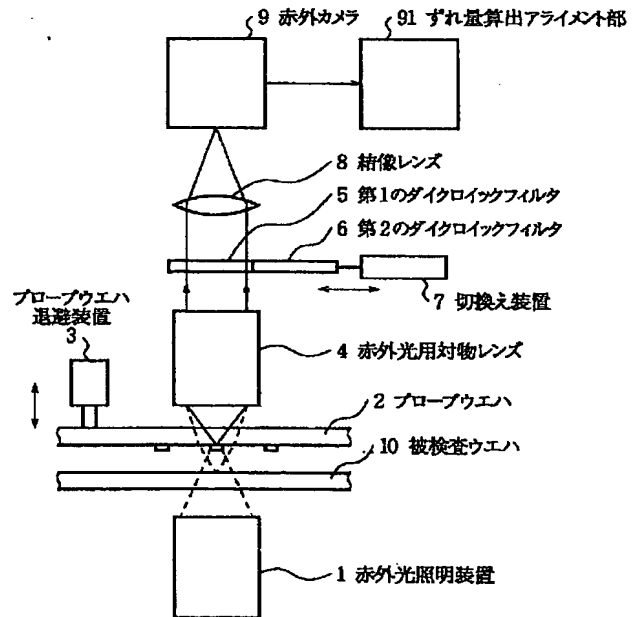 9 赤外カメラ
91 ずれ量算出アライメント部
8 結像レンズ
5 第1のダイクロイックフィルタ
6 第2のダイクロイックフィルタ
7 切換え装置
プローブウエハ
退避装置
3
4 赤外光用対物レンズ
2 プローブウエハ
10 被検査ウエハ
1 赤外光照明装置